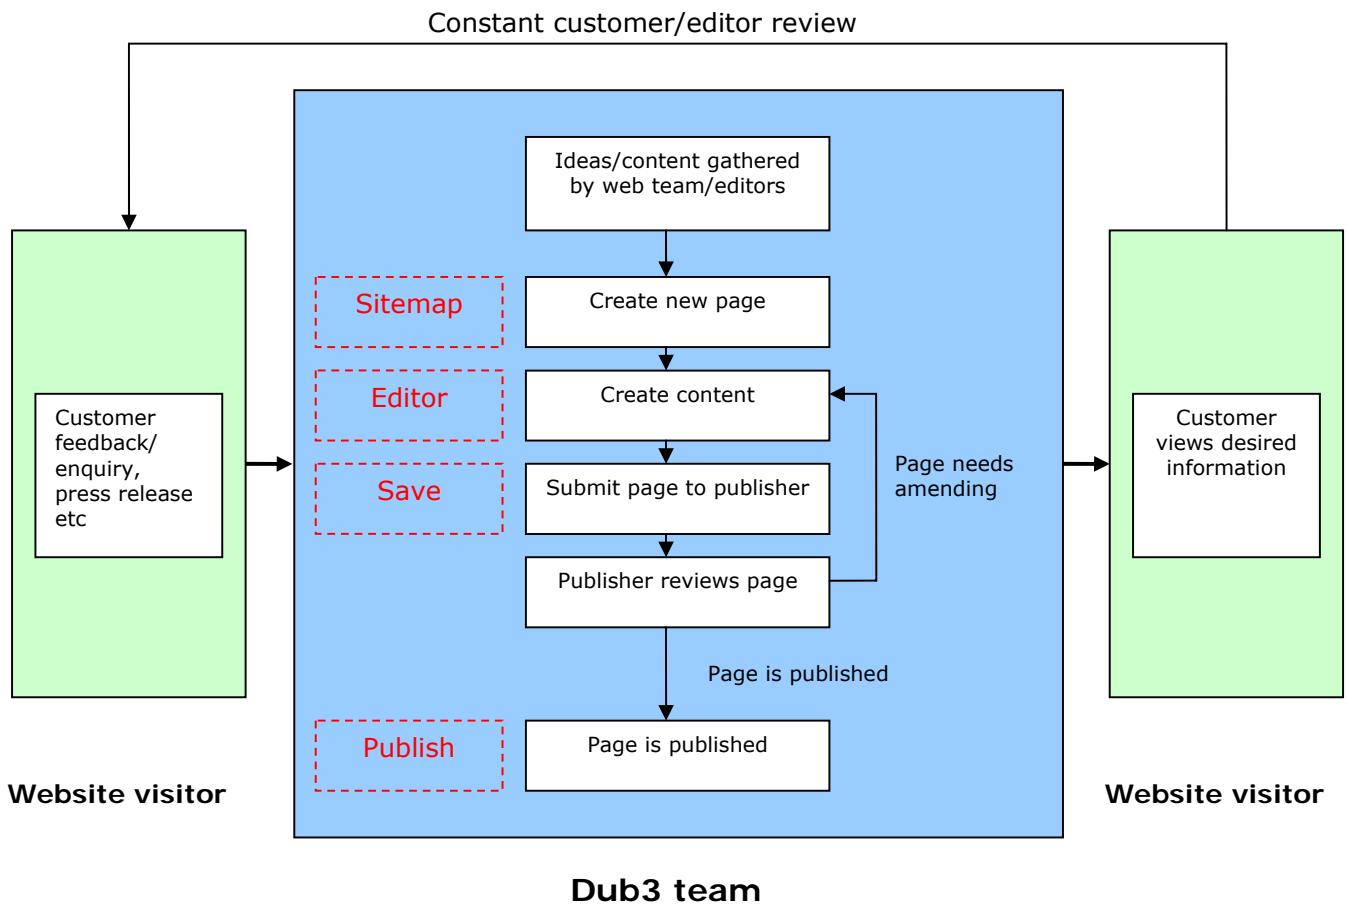 Constant customer/editor review
Ideas/content gathered
by web team/editors
Sitemap
Create new page
Editor
Create content
Customer
feedback/
enquiry,
press release
etc
Save
Submit page to publisher
Page needs
amending
Customer
views desired
information
Publisher reviews page
Page is published
Publish
Page is published
Website visitor
Website visitor
Dub3 team